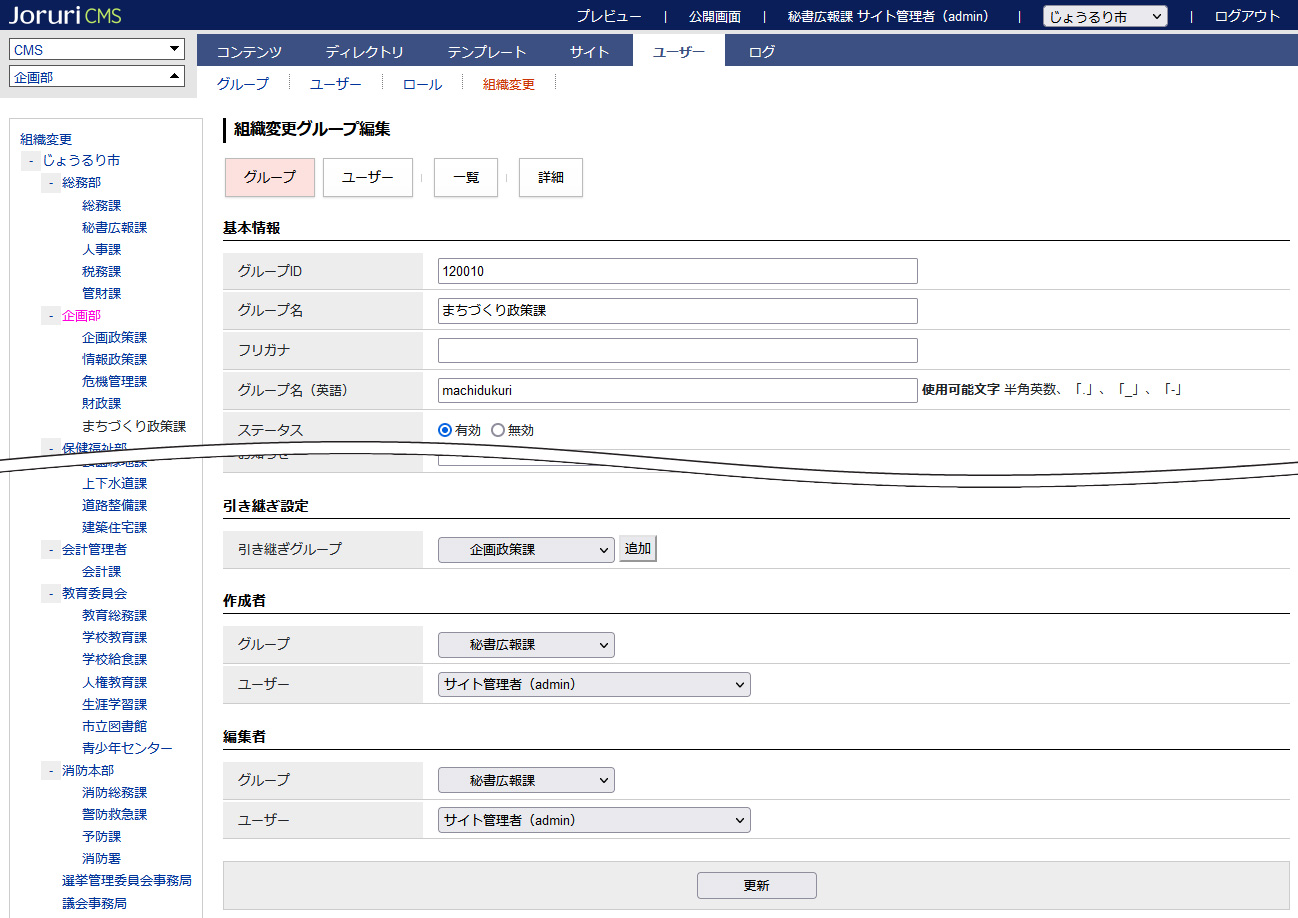 Joruri CMS
プレビュー | 公開画面 | 秘書広報課 サイト管理者（admin） | じょうるり市 | ログアウト
CMS
企画部
コンテンツ ディレクトリ テンプレート サイト ユーザー ログ
グループ ユーザー ロール 組織変更
組織変更
- じょうるり市
- 総務部
総務課
秘書広報課
人事課
税務課
管財課
- 企画部
企画政策課
情報政策課
危機管理課
財政課
まちづくり政策課
- 保健福祉部
上下水道課
道路整備課
建築住宅課
- 会計管理者
会計課
- 教育委員会
教育総務課
学校教育課
学校給食課
人権教育課
生涯学習課
市立図書館
青少年センター
- 消防本部
消防総務課
警防救急課
予防課
消防署
選挙管理委員会事務局
議会事務局
組織変更グループ編集
グループ ユーザー 一覧 詳細
基本情報
グループID 120010
グループ名 まちづくり政策課
フリガナ
グループ名（英語） machidukuri 使用可能文字 半角英数、「.」、「_」、「-」
ステータス 有効 無効
引き継ぎ設定
引き継ぎグループ 企画政策課 追加
作成者
グループ 秘書広報課
ユーザー サイト管理者（admin）
編集者
グループ 秘書広報課
ユーザー サイト管理者（admin）
更新